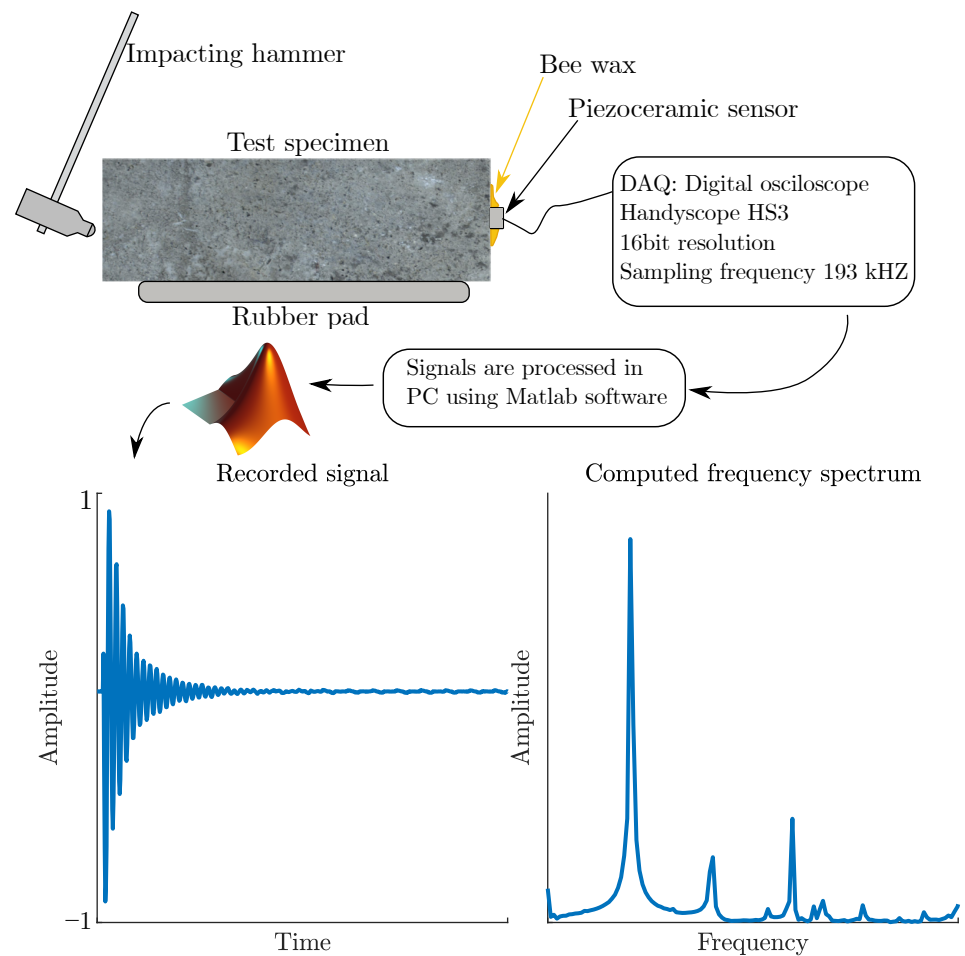 Impacting hammer
Bee wax
Piezoceramic sensor
Test specimen
DAQ: Digital osciloscope
Handyscope HS3
16bit resolution
Sampling frequency 193 kHZ
Rubber pad
Signals are processed in
PC using Matlab software
Recorded signal
Computed frequency spectrum
1
Amplitude
Amplitude
−1
Time
Frequency